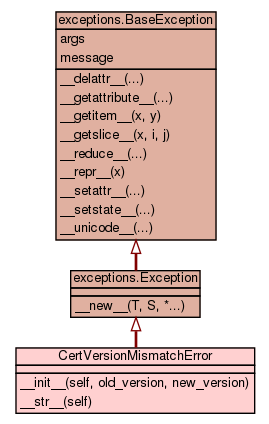 exceptions.BaseException
args
message
__delattr__(...)
__getattribute__(...)
__getitem__(x, y)
__getslice__(x, i, j)
__reduce__(...)
__repr__(x)
__setattr__(...)
__setstate__(...)
__unicode__(...)
exceptions.Exception
__new__(T, S, *...)
CertVersionMismatchError
__init__(self, old_version, new_version)
__str__(self)